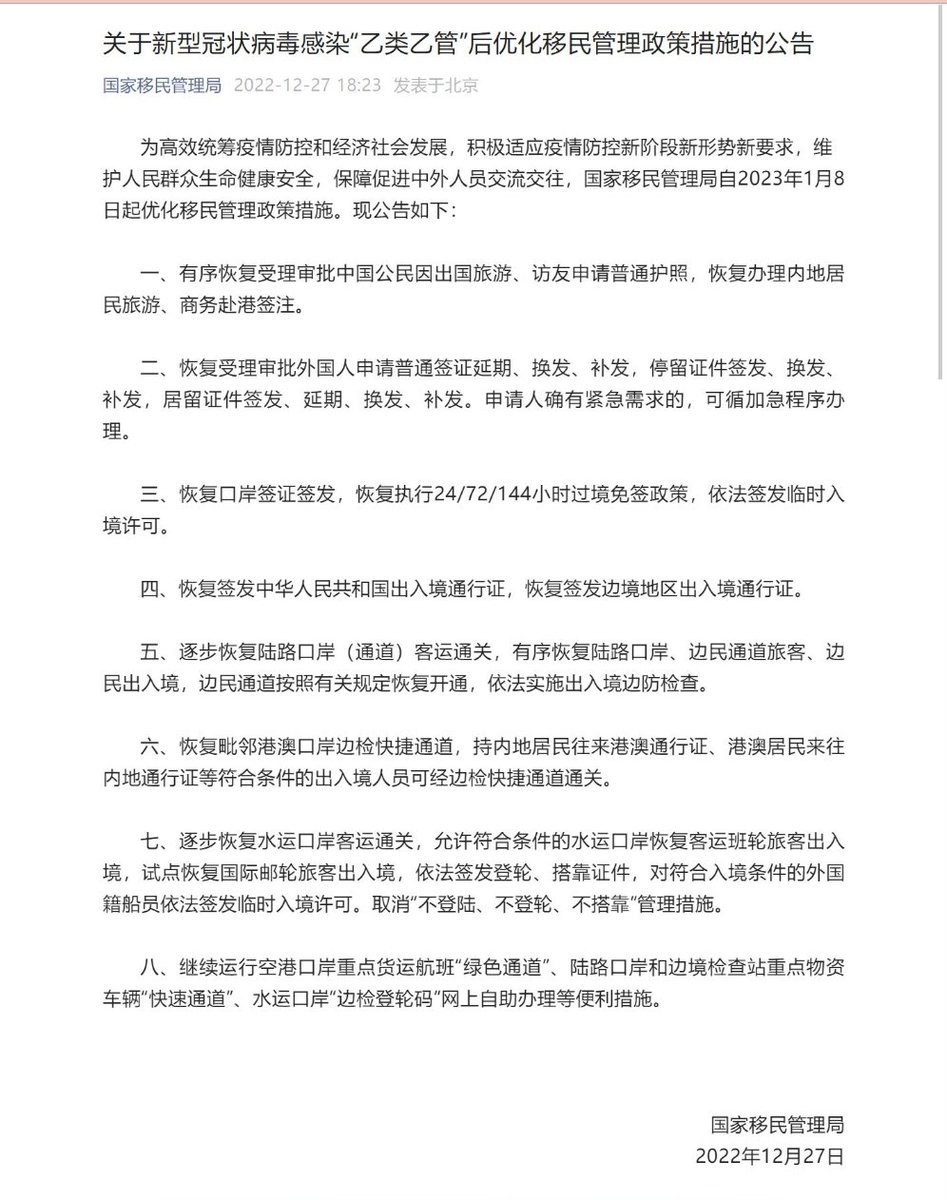 关于新型冠状病毒感染“乙类乙管”后优化移民管理政策措施的公告
国家移民管理局 2022-12-27 18:23 发表于北京
为高效统筹疫情防控和经济社会发展，积极适应疫情防控新阶段新形势新要求，维
护人民群众生命健康安全，保障促进中外人员交流交往，国家移民管理局自2023年1月8
日起优化移民管理政策措施。现公告如下：
一、有序恢复受理审批中国公民因出国旅游、访友申请普通护照，恢复办理内地居
民旅游、商务赴港签注。
二、恢复受理审批外国人申请普通签证延期、换发、补发，停留证件签发、换发、
补发，居留证件签发、延期、换发、补发。申请人确有紧急需求的，可循加急程序办
理。
三、恢复口岸签证签发，恢复执行24/72/144小时过境免签政策，依法签发临时入
境许可。
四、恢复签发中华人民共和国出入境通行证，恢复签发边境地区出入境通行证。
五、逐步恢复陆路口岸（通道）客运通关，有序恢复陆路口岸、边民通道旅客、边
民出入境，边民通道按照有关规定恢复开通，依法实施出入境边防检查。
六、恢复毗邻港澳口岸边检快捷通道，持内地居民往来港澳通行证、港澳居民来往
内地通行证等符合条件的出入境人员可经边检快捷通道通关。
七、逐步恢复水运口岸客运通关，允许符合条件的水运口岸恢复客运班轮旅客出入
境，试点恢复国际邮轮旅客出入境，依法签发登轮、搭靠证件，对符合入境条件的外国
籍船员依法签发临时入境许可。取消“不登陆、不登轮、不搭靠”管理措施。
八、继续运行空港口岸重点货运航班“绿色通道”、陆路口岸和边境检查站重点物资
车辆“快速通道”、水运口岸“边检登轮码”网上自助办理等便利措施。
国家移民管理局
2022年12月27日